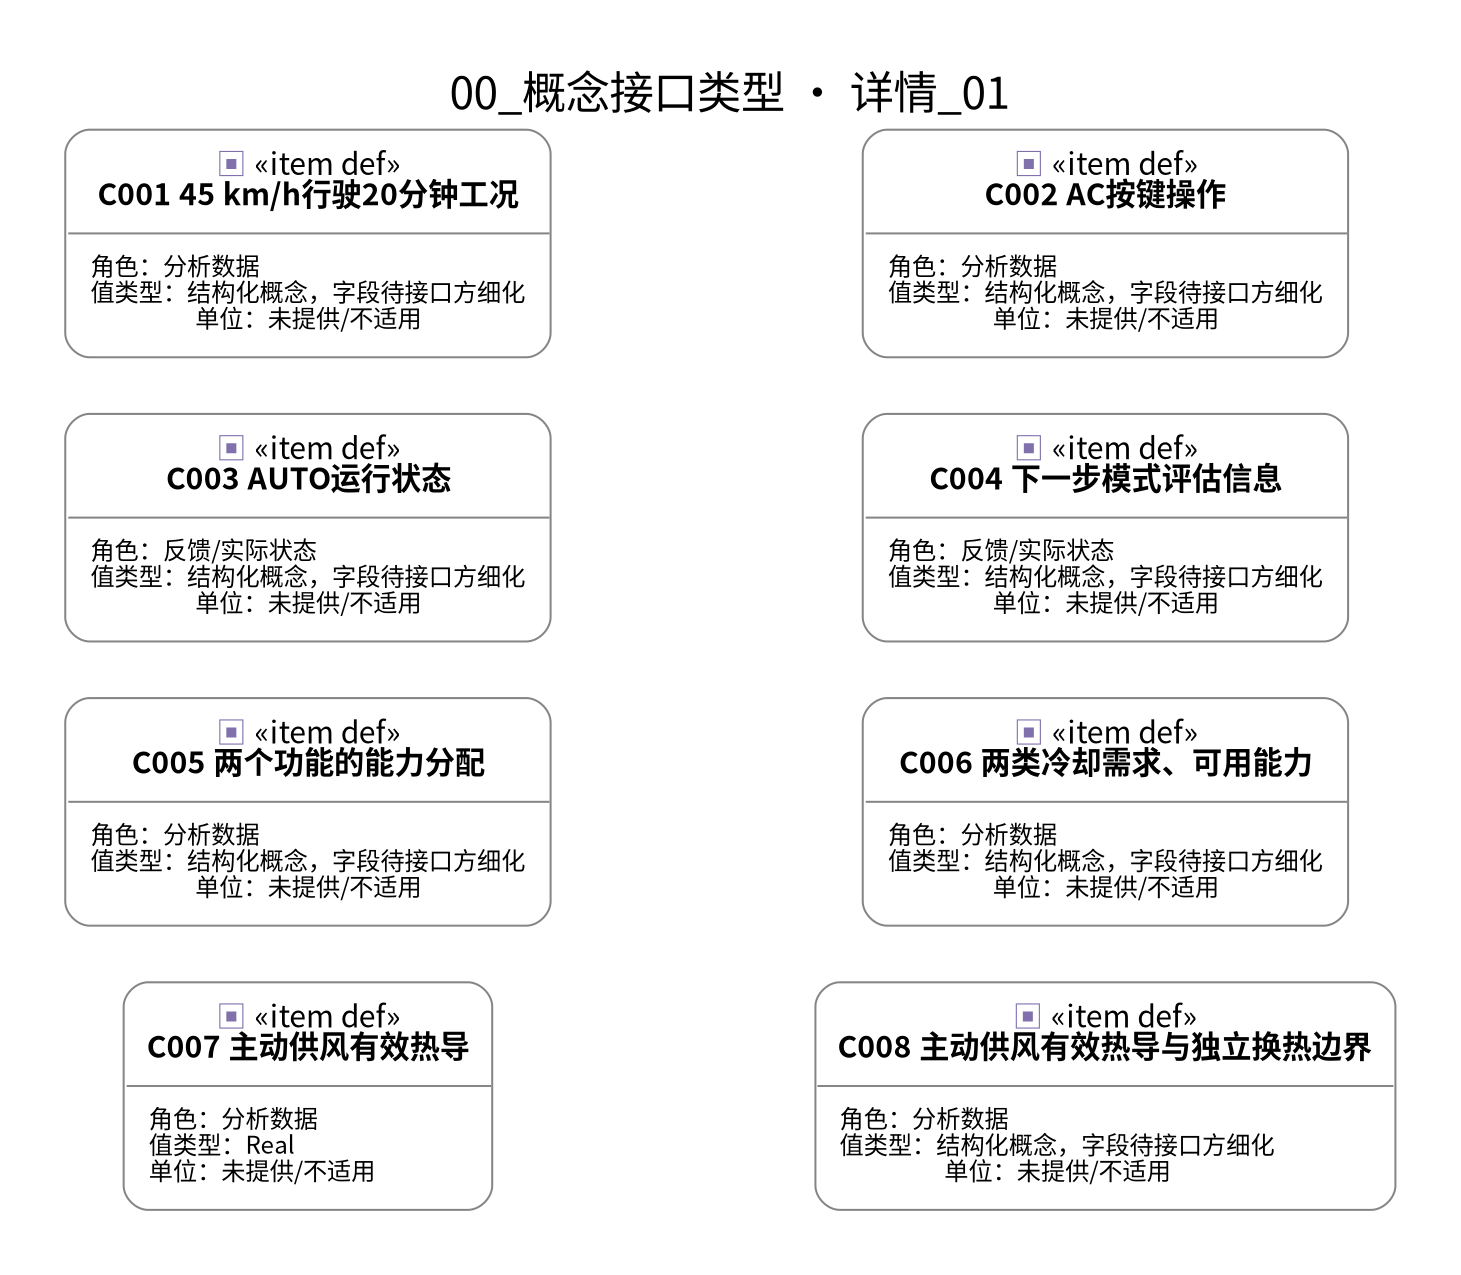 00_概念接口类型 · 详情_01
«item def»
C001 45 km/h行驶20分钟工况
角色：分析数据
值类型：结构化概念，字段待接口方细化
单位：未提供/不适用
«item def»
C002 AC按键操作
角色：分析数据
值类型：结构化概念，字段待接口方细化
单位：未提供/不适用
«item def»
C003 AUTO运行状态
角色：反馈/实际状态
值类型：结构化概念，字段待接口方细化
单位：未提供/不适用
«item def»
C004 下一步模式评估信息
角色：反馈/实际状态
值类型：结构化概念，字段待接口方细化
单位：未提供/不适用
«item def»
C005 两个功能的能力分配
角色：分析数据
值类型：结构化概念，字段待接口方细化
单位：未提供/不适用
«item def»
C006 两类冷却需求、可用能力
角色：分析数据
值类型：结构化概念，字段待接口方细化
单位：未提供/不适用
«item def»
C007 主动供风有效热导
角色：分析数据
值类型：Real
单位：未提供/不适用
«item def»
C008 主动供风有效热导与独立换热边界
角色：分析数据
值类型：结构化概念，字段待接口方细化
单位：未提供/不适用